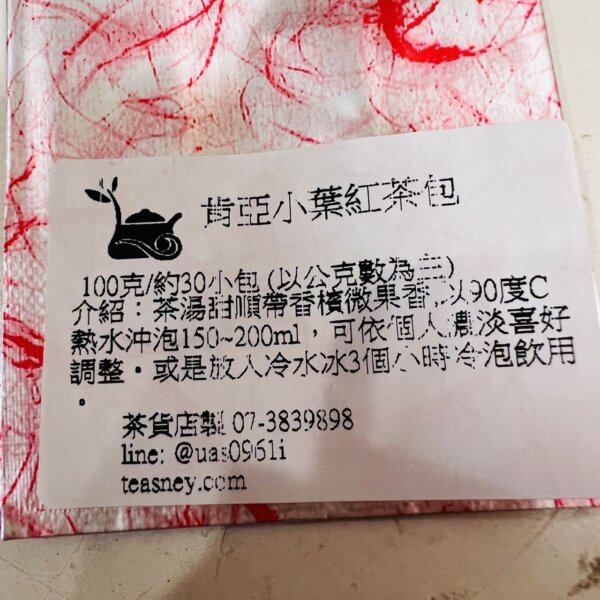 肯亞小葉紅茶包
100克/約30小包 (以公克數為主)
介紹：茶湯甜順帶香檳微果香,以90度C
熱水沖泡150~200ml，可依個人濃淡喜好
調整。或是放入冷水冰3個小時冷泡飲用
。
茶貨店製 07-3839898
line: @uas0961i
teasney.com